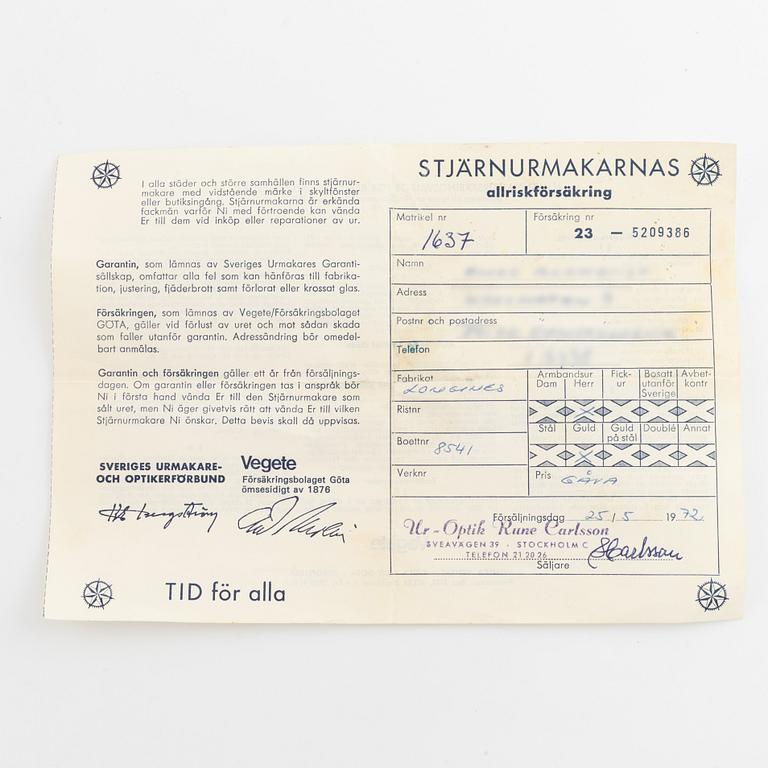 I alla städer och större samhällen finns stjärnur-
makare med vidstående märke i skyltfönster
eller butiksingång. Stjärnurmakarna är erkända
fackmän varför Ni med förtroende kan vända
Er till dem vid inköp eller reparationer av ur.
Garantin, som lämnas av Sveriges Urmakares Garanti-
sällskap, omfattar alla fel som kan hänföras till fabrika-
tion, justering, fjäderbrott samt förlorat eller krossat glas.
Försäkringen, som lämnas av Vegete/Försäkringsbolaget
GÖTA, gäller vid förlust av uret och mot sådan skada
som faller utanför garantin. Adressändring bör omedel-
bart anmälas.
Garantin och försäkringen gäller ett år från försäljnings-
dagen. Om garantin eller försäkringen tas i anspråk bör
Ni i första hand vända Er till den Stjärnurmakare som
sålt uret, men Ni äger givetvis rätt att vända Er till vilken
Stjärnurmakare Ni önskar. Detta bevis skall då uppvisas.
SVERIGES URMAKARE-
OCH OPTIKERFÖRBUND
Vegete
Försäkringsbolaget Göta
ömsesidigt av 1876
TID för alla
STJÄRNURMAKARNAS
allriskförsäkring
Matrikel nr
1637
Försäkring nr
23 — 5209386
Namn
Adress
Postnr och postadress
Telefon
Fabrikat
LONGINES
Ristnr
Boettnr
8541
Verknr
Armbandsur
Dam Herr
Fick-
ur
Bosatt
utanför
Sverige
Avbet-
kontr
X
Stål Guld Guld
på stål
Doublé Annat
X
Pris GÅVA
Försäljningsdag 25/5 1972
Ur-Optik Rune Carlsson
SVEAVÄGEN 39 - STOCKHOLM C
TELEFON 21 20 26
Säljare